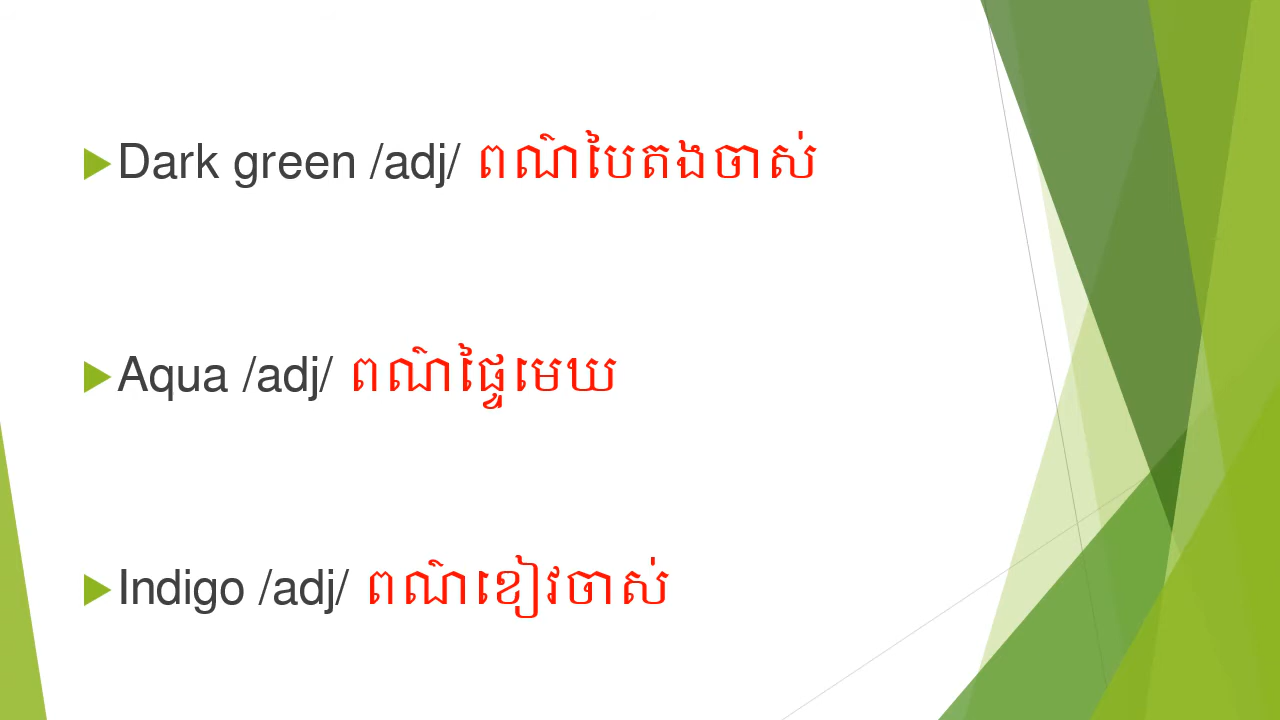 Dark green /adj/ ពណ៌បៃតងចាស់
Aqua /adj/ ពណ៌ផ្ទៃមេឃ
Indigo /adj/ ពណ៌ខៀវចាស់